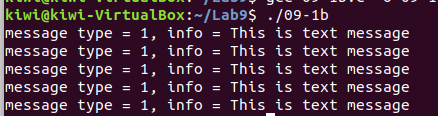 kiwi@kiwi-VirtualBox:~/Lab9$ ./09-1b
message type = 1, info = This is text message
message type = 1, info = This is text message
message type = 1, info = This is text message
message type = 1, info = This is text message
message type = 1, info = This is text message